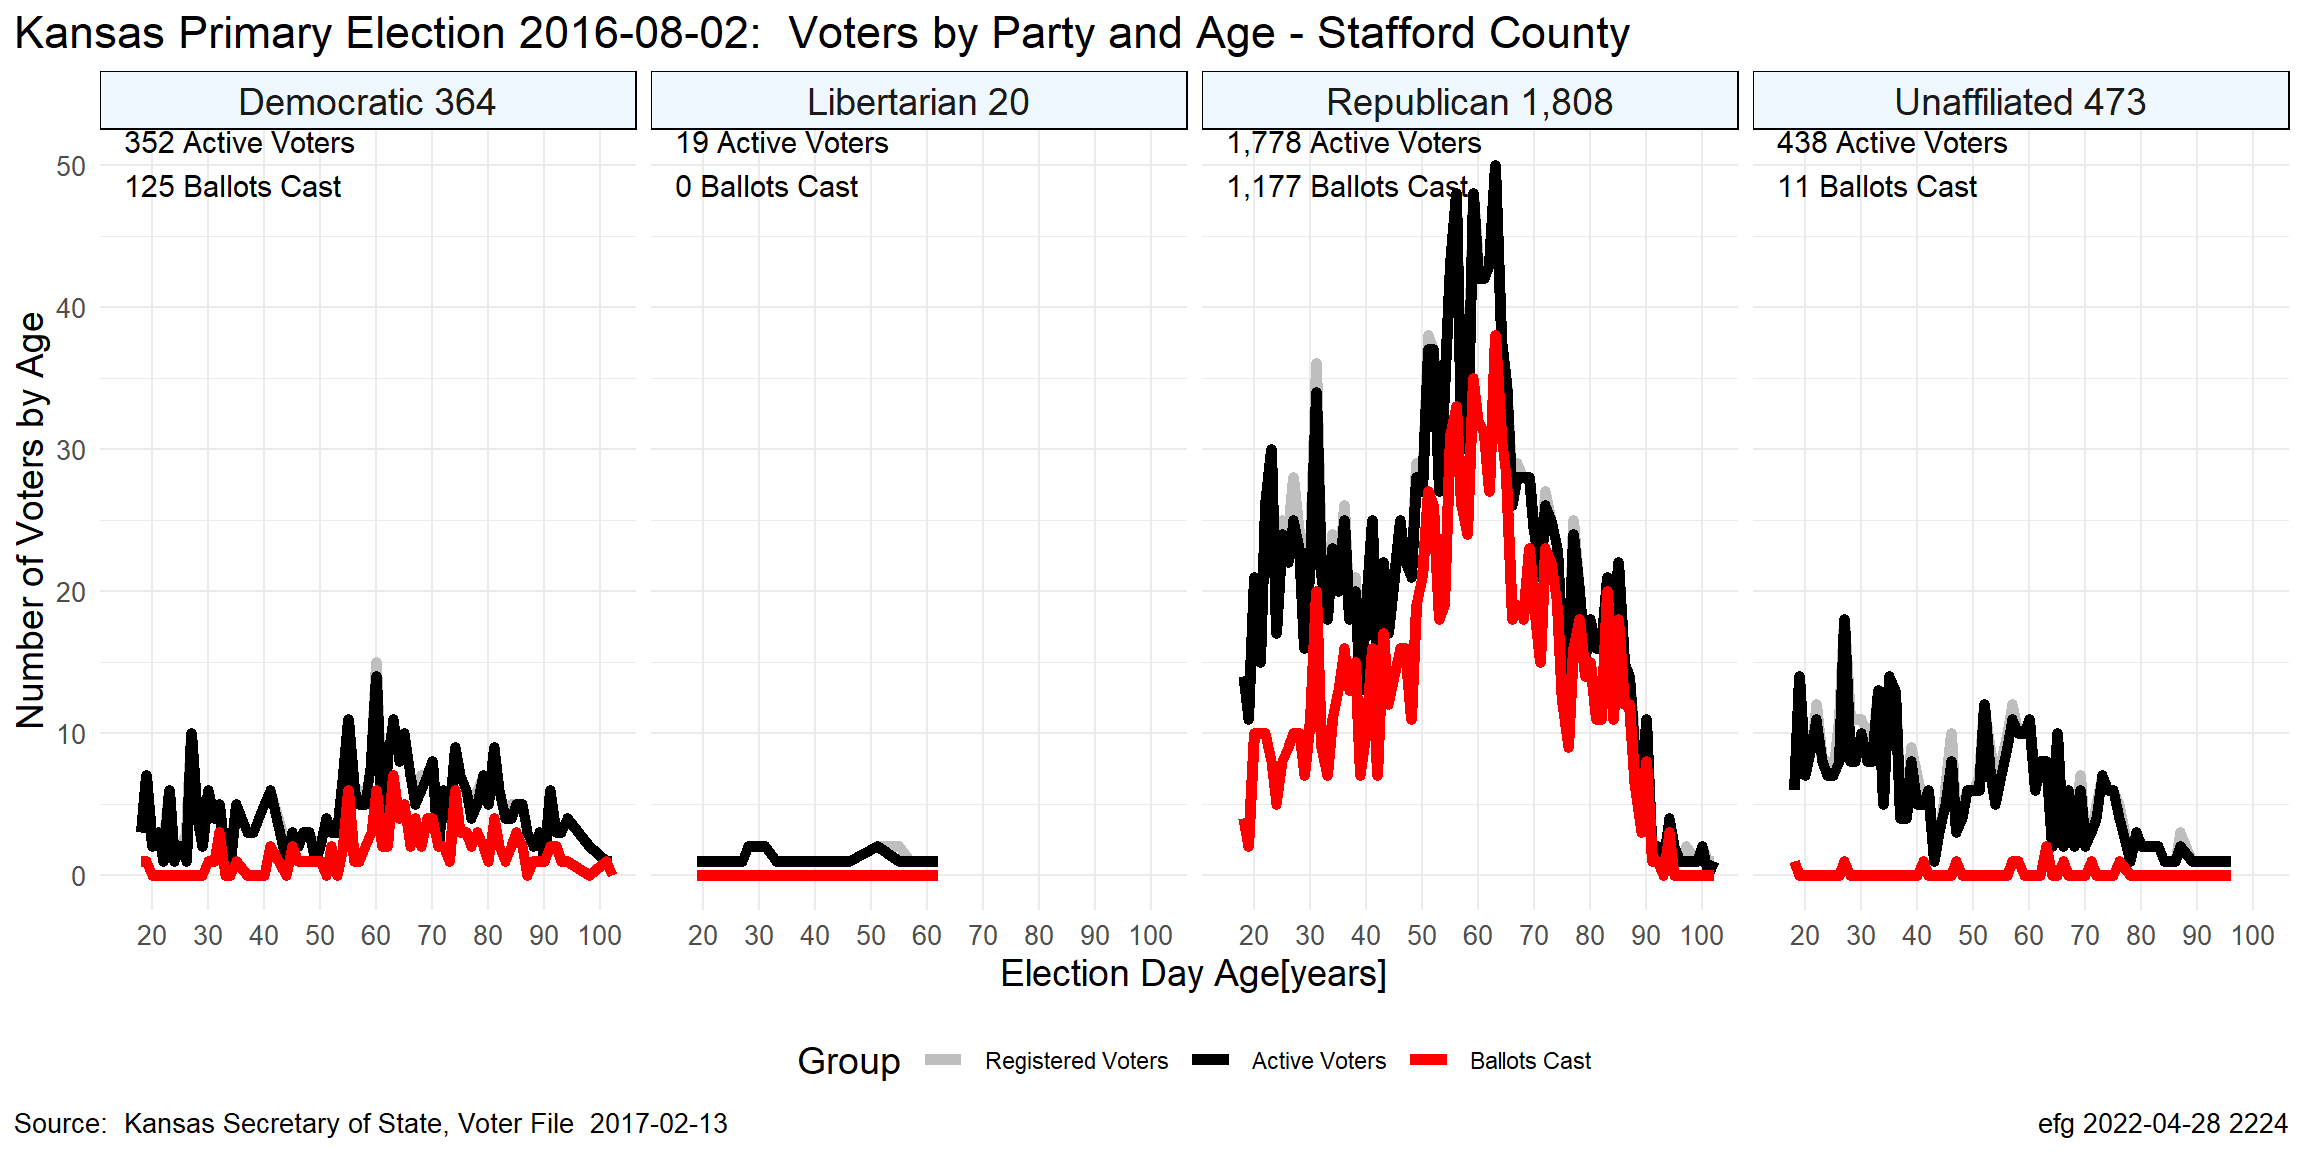 Kansas Primary Election 2016-08-02:  Voters by Party and Age - Stafford County
Democratic 364
Libertarian 20
Republican 1,808
Unaffiliated 473
352 Active Voters
125 Ballots Cast
19 Active Voters
0 Ballots Cast
1,778 Active Voters
1,177 Ballots Cast
438 Active Voters
11 Ballots Cast
Number of Voters by Age
50
40
30
20
10
0
20 30 40 50 60 70 80 90 100
20 30 40 50 60 70 80 90 100
20 30 40 50 60 70 80 90 100
20 30 40 50 60 70 80 90 100
Election Day Age[years]
Group Registered Voters Active Voters Ballots Cast
Source:  Kansas Secretary of State, Voter File  2017-02-13
efg 2022-04-28 2224